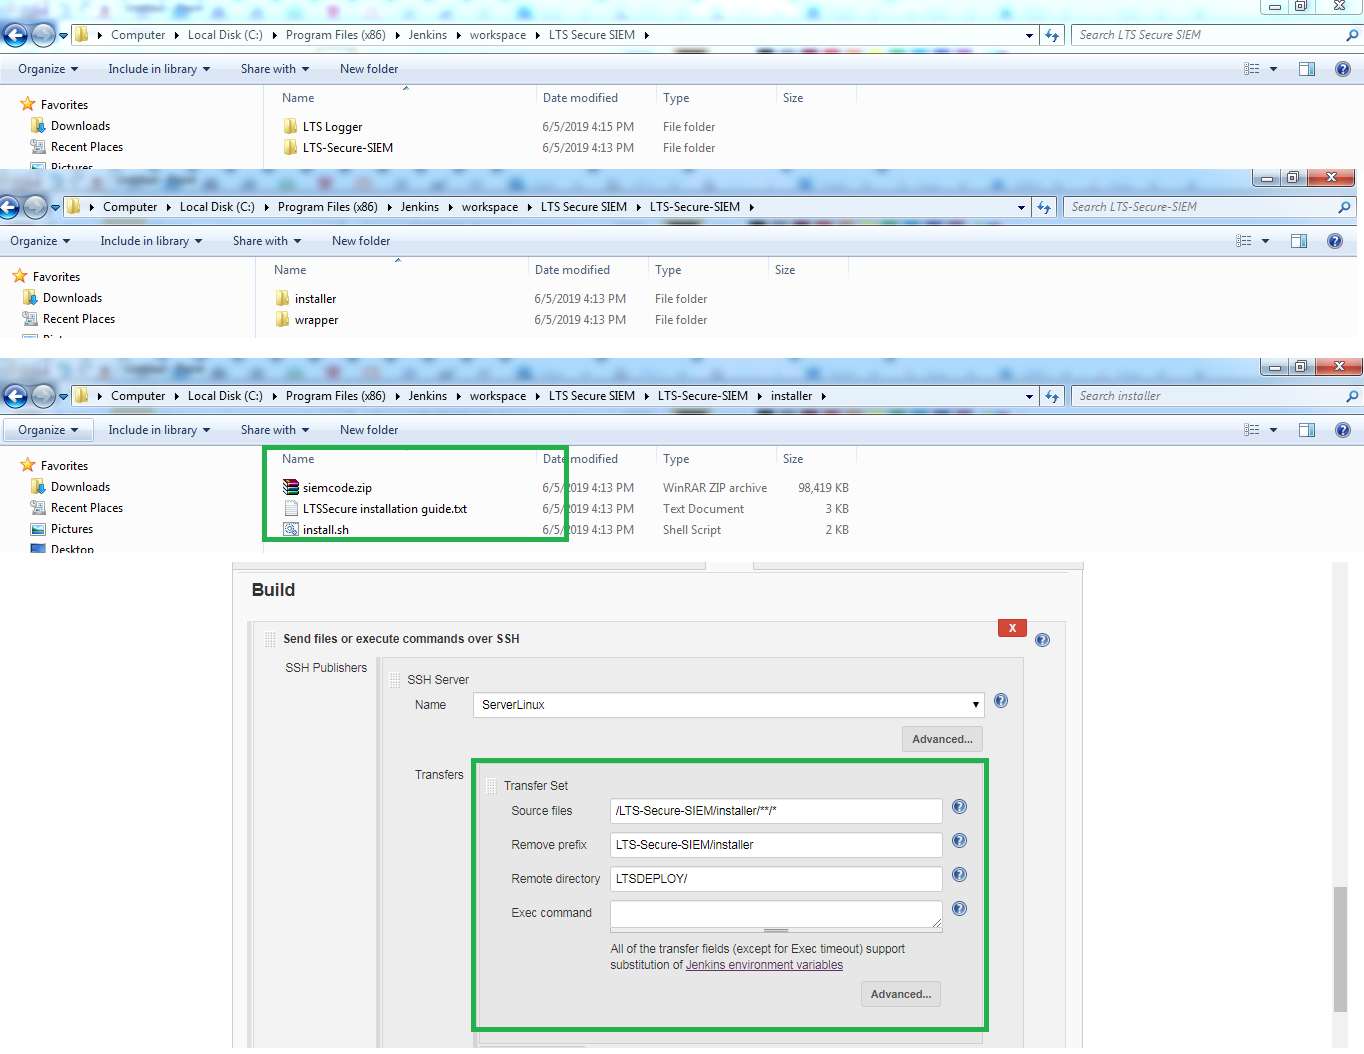 Computer Local Disk (C:) Program Files (x86) Jenkins workspace LTS Secure SIEM Search LTS Secure SIEM
Organize Include in library Share with New folder
Name Date modified Type Size
Favorites
Downloads LTS Logger 6/5/2019 4:15 PM File folder
Recent Places LTS-Secure-SIEM 6/5/2019 4:13 PM File folder
Pictures
Computer Local Disk (C:) Program Files (x86) Jenkins workspace LTS Secure SIEM LTS-Secure-SIEM Search LTS-Secure-SIEM
Organize Include in library Share with New folder
Name Date modified Type Size
Favorites
Downloads installer 6/5/2019 4:13 PM File folder
Recent Places wrapper 6/5/2019 4:13 PM File folder
Computer Local Disk (C:) Program Files (x86) Jenkins workspace LTS Secure SIEM LTS-Secure-SIEM installer Search installer
Organize Include in library Share with New folder
Name Date modified Type Size
Favorites
Downloads siemcode.zip 6/5/2019 4:13 PM WinRAR ZIP archive 98,419 KB
Recent Places LTSSecure installation guide.txt 6/5/2019 4:13 PM Text Document 3 KB
Pictures install.sh 6/5/2019 4:13 PM Shell Script 2 KB
Desktop
Build
Send files or execute commands over SSH X
SSH Publishers
SSH Server
Name ServerLinux
Advanced...
Transfers
Transfer Set
Source files /LTS-Secure-SIEM/installer/**/*
Remove prefix LTS-Secure-SIEM/installer
Remote directory LTSDEPLOY/
Exec command
All of the transfer fields (except for Exec timeout) support
substitution of Jenkins environment variables
Advanced...